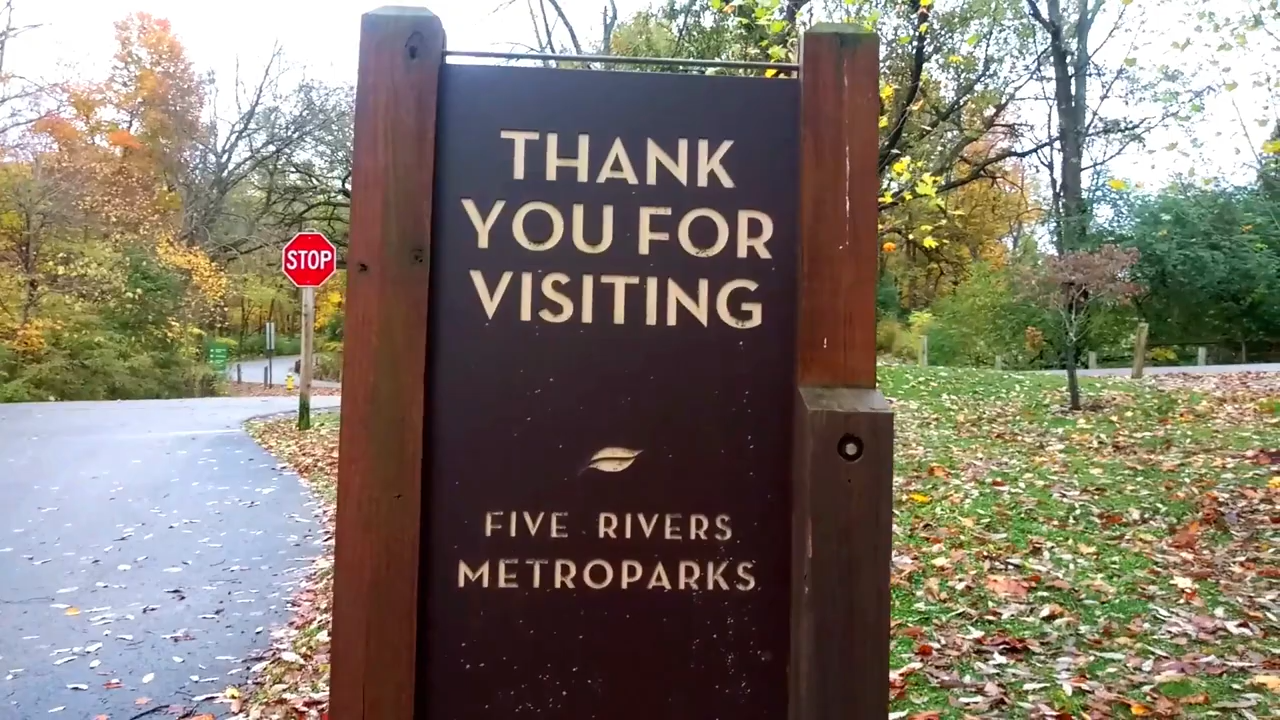 THANK
YOU FOR
VISITING
STOP
FIVE RIVERS
METROPARKS